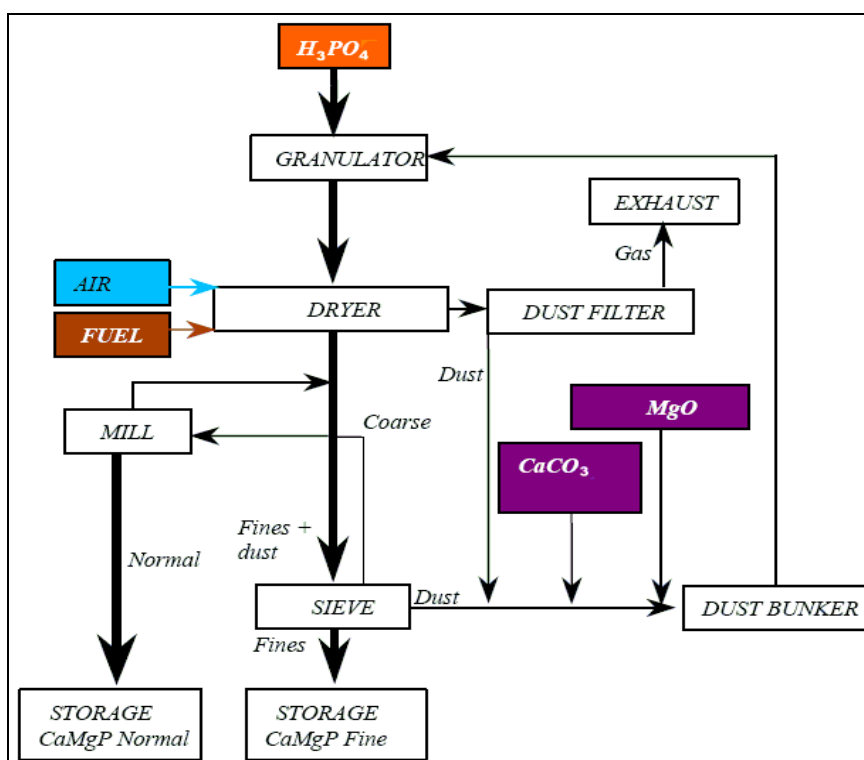 H₃PO₄
GRANULATOR
EXHAUST
Gas
AIR
DRYER
DUST FILTER
FUEL
Dust
MgO
MILL
Coarse
CaCO₃
Fines +
dust
Normal
SIEVE
Dust
DUST BUNKER
Fines
STORAGE
CaMgP Normal
STORAGE
CaMgP Fine